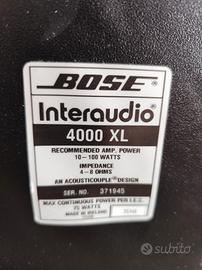 BOSE
Interaudio
4000 XL
RECOMMENDED AMP. POWER
10-100 WATTS
IMPEDANCE
4-8 OHMS
AN ACOUSTICOUPLE DESIGN
SER. NO. 371945
MAX CONTINUOUS POWER PER I.E.C.
75 WATTS
MADE IN IRELAND
subito